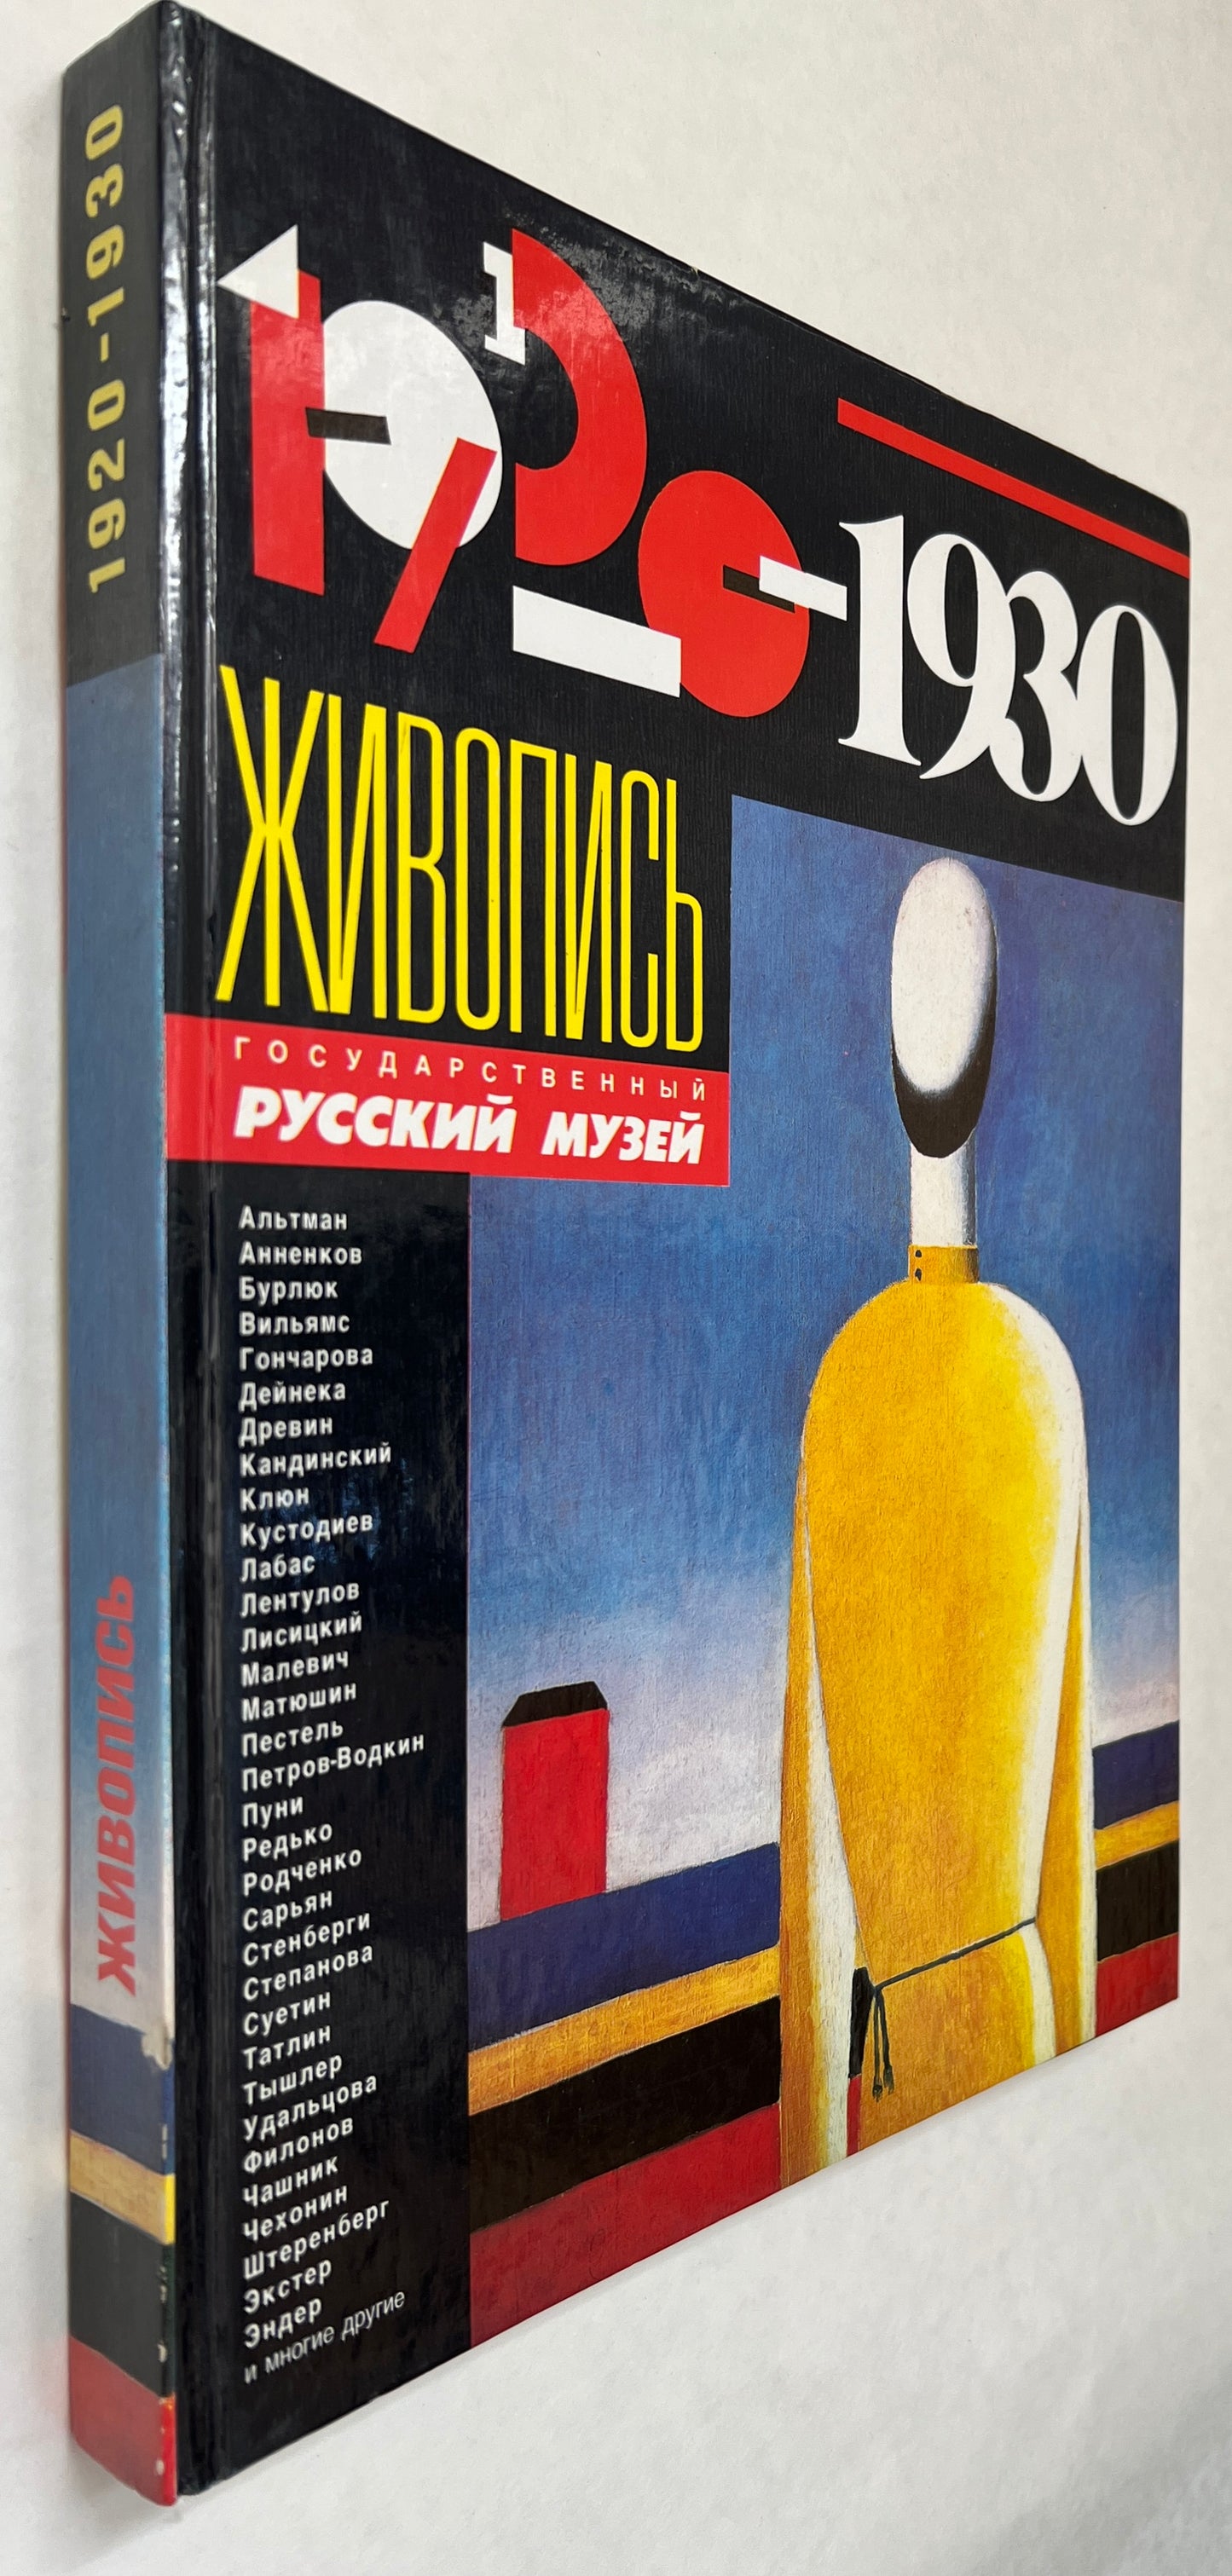 1920-1930
ЖИВОПИСЬ
1920-1930
ЖИВОПИСЬ
ГОСУДАРСТВЕННЫЙ
РУССКИЙ МУЗЕЙ
Альтман
Анненков
Бурлюк
Вильямс
Гончарова
Дейнека
Древин
Кандинский
Клюн
Кустодиев
Лабас
Лентулов
Лисицкий
Малевич
Матюшин
Пестель
Петров-Водкин
Пуни
Редько
Родченко
Сарьян
Стенберги
Степанова
Суетин
Татлин
Тышлер
Удальцова
Филонов
Чашник
Чехонин
Штеренберг
Экстер
Эндер
и многие другие